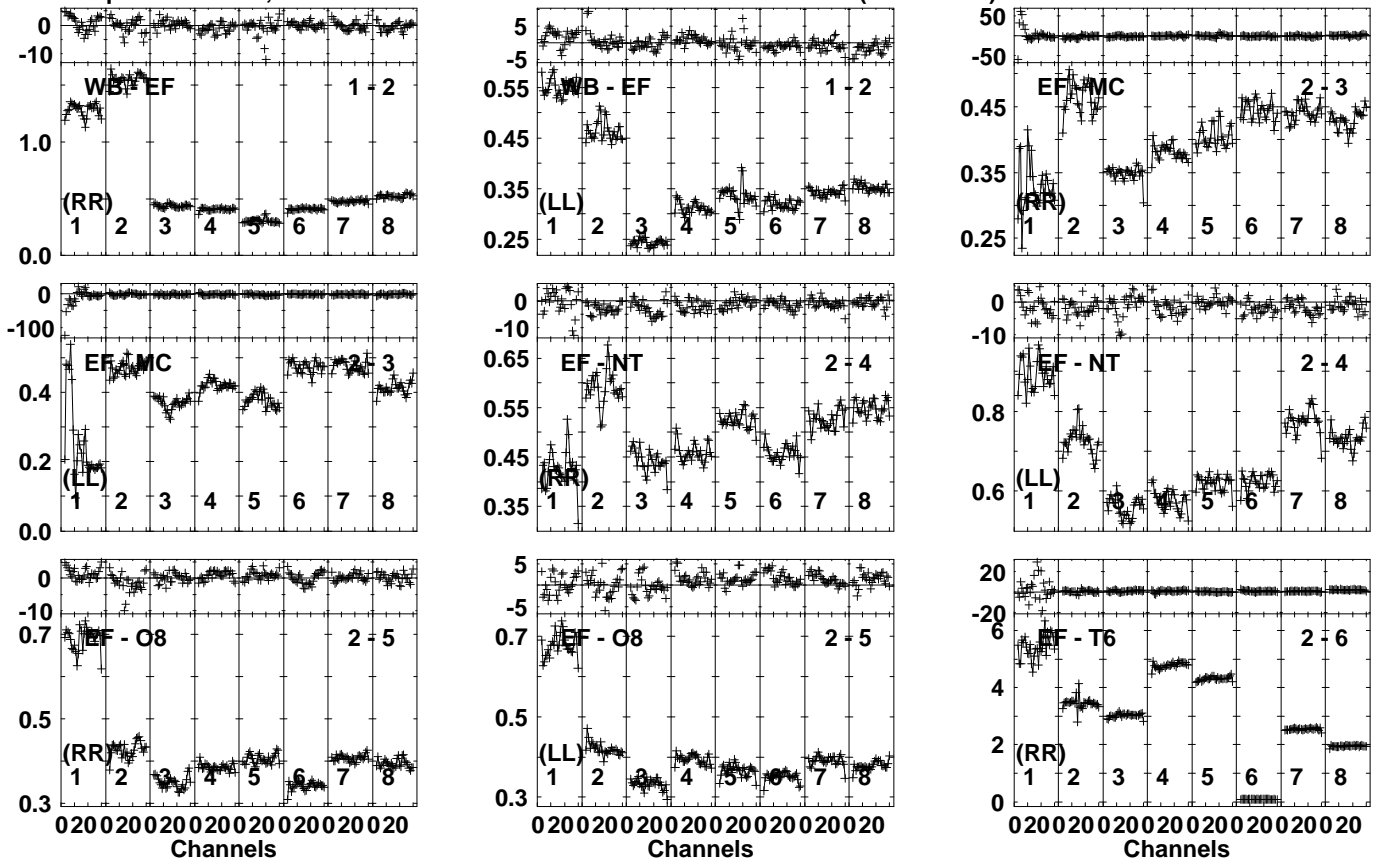 0 -10 WB - EF 1 - 2 1.0 (RR) 1 2 3 4 5 6 7 8 0.0
5 -5 WB - EF 1 - 2 0.55 0.45 0.35 (LL) 0.25 1 2 3 4 5 6 7 8
50 -50 EF - MC 2 - 3 0.45 0.35 (RR) 0.25 1 2 3 4 5 6 7 8
0 -100 EF - MC 2 - 3 0.4 0.2 (LL) 1 2 3 4 5 6 7 8 0.0
0 -10 EF - NT 2 - 4 0.65 0.55 0.45 (RR) 0.35 1 2 3 4 5 6 7 8
0 -10 EF - NT 2 - 4 0.8 (LL) 0.6 1 2 3 4 5 6 7 8
0 -10 EF - O8 2 - 5 0.7 0.5 (RR) 1 2 3 4 5 6 7 8 0.3
5 -5 EF - O8 2 - 5 0.7 0.5 (LL) 1 2 3 4 5 6 7 8 0.3
20 -20 EF - T6 2 - 6 6 4 2 (RR) 1 2 3 4 5 6 7 8 0
0 20 0 20 0 20 0 20 0 20 0 20 0 20 0 20
0 20 0 20 0 20 0 20 0 20 0 20 0 20 0 20
0 20 0 20 0 20 0 20 0 20 0 20 0 20 0 20
Channels Channels Channels